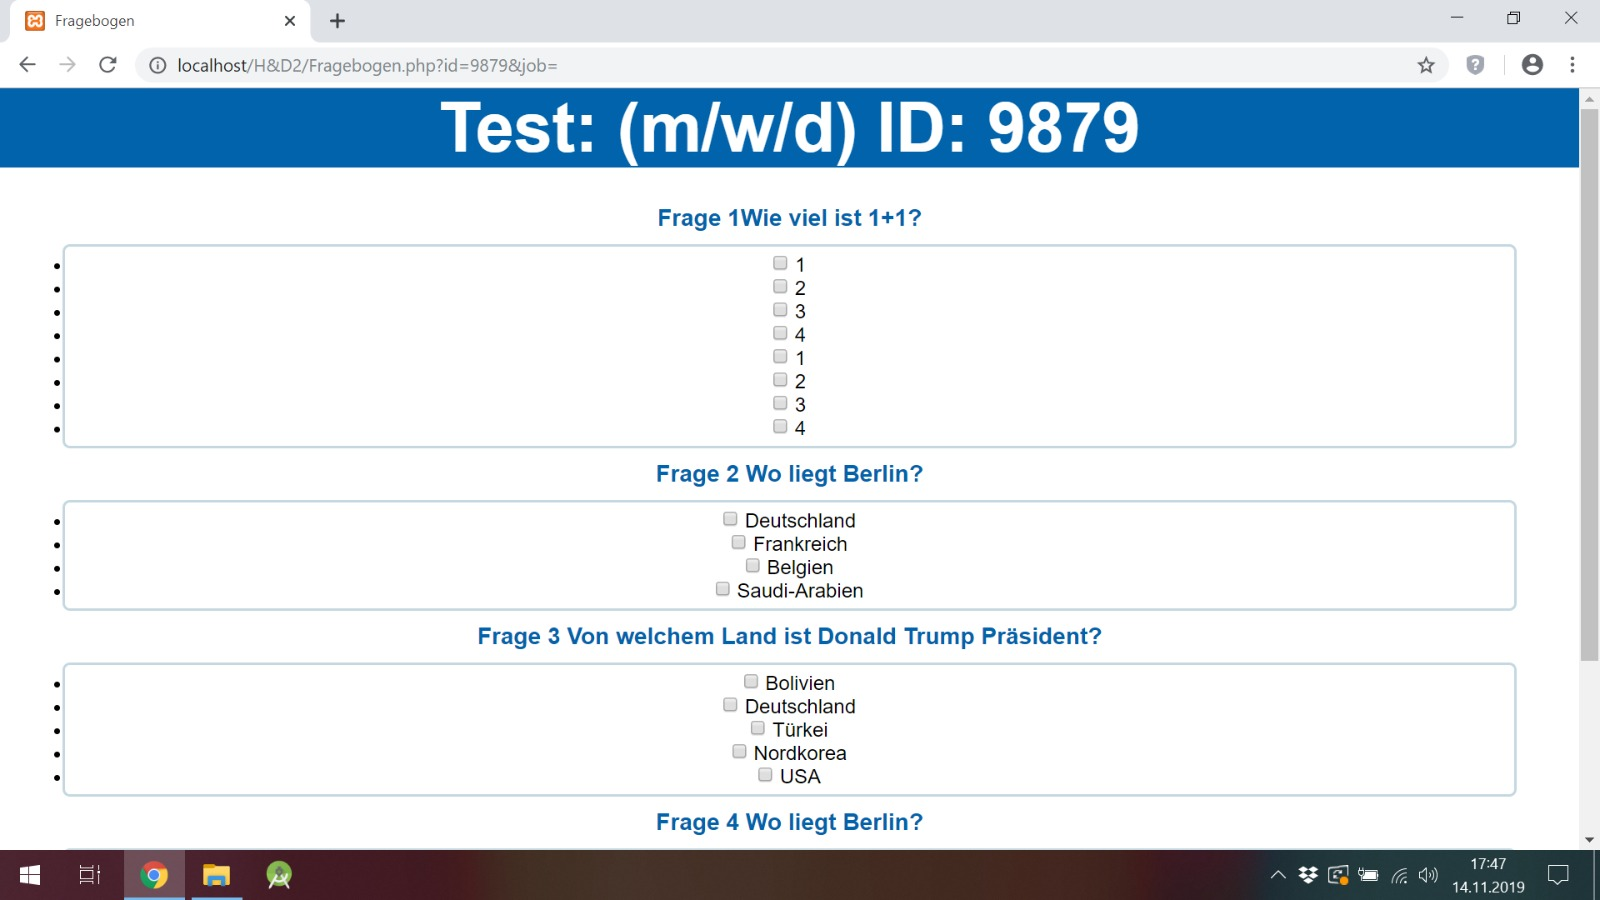 Fragebogen
localhost/H&D2/Fragebogen.php?id=9879&job=
Test: (m/w/d) ID: 9879
Frage 1Wie viel ist 1+1?
1
2
3
4
1
2
3
4
Frage 2 Wo liegt Berlin?
Deutschland
Frankreich
Belgien
Saudi-Arabien
Frage 3 Von welchem Land ist Donald Trump Präsident?
Bolivien
Deutschland
Türkei
Nordkorea
USA
Frage 4 Wo liegt Berlin?
17:47
14.11.2019